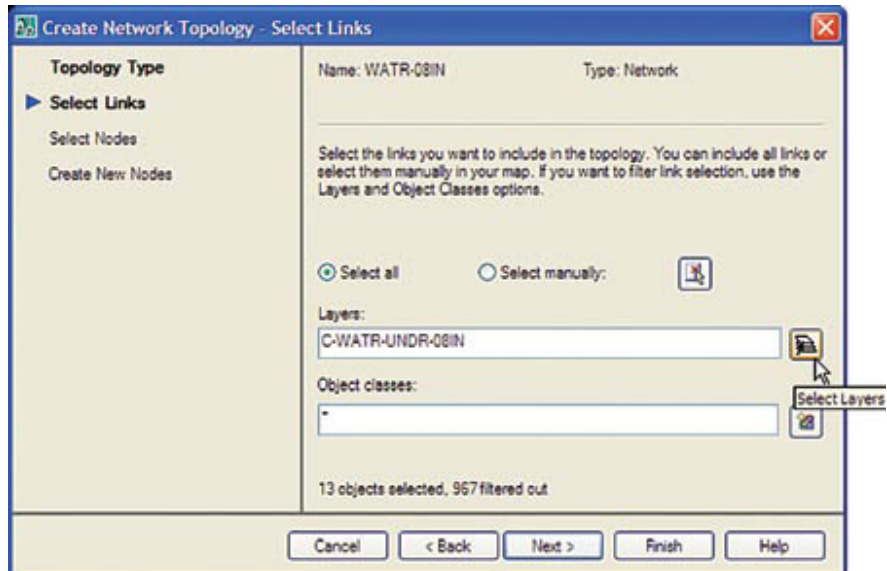 Create Network Topology - Select Links
Topology Type
Select Links
Select Nodes
Create New Nodes
Name: WATR-08IN
Type: Network
Select the links you want to include in the topology. You can include all links or
select them manually in your map. If you want to filter link selection, use the
Layers and Object Classes options.
Select all
Select manually:
Layers:
C-WATR-UNDR-08IN
Select Layers
Object classes:
*
13 objects selected, 967 filtered out
Cancel
< Back
Next >
Finish
Help